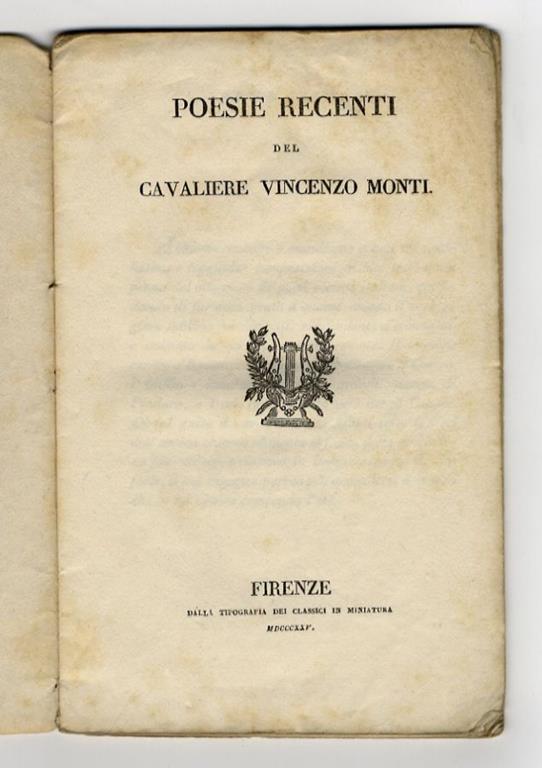 POESIE RECENTI
DEL
CAVALIERE VINCENZO MONTI.
FIRENZE
DALLA TIPOGRAFIA DEI CLASSICI IN MINIATURA
MDCCCXXV.